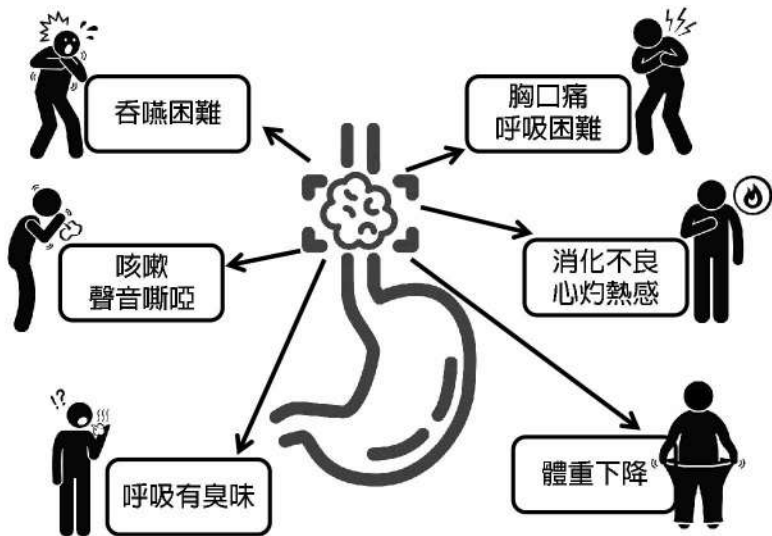 吞嚥困難
胸口痛
呼吸困難
咳嗽
聲音嘶啞
消化不良
心灼熱感
!?
呼吸有臭味
體重下降